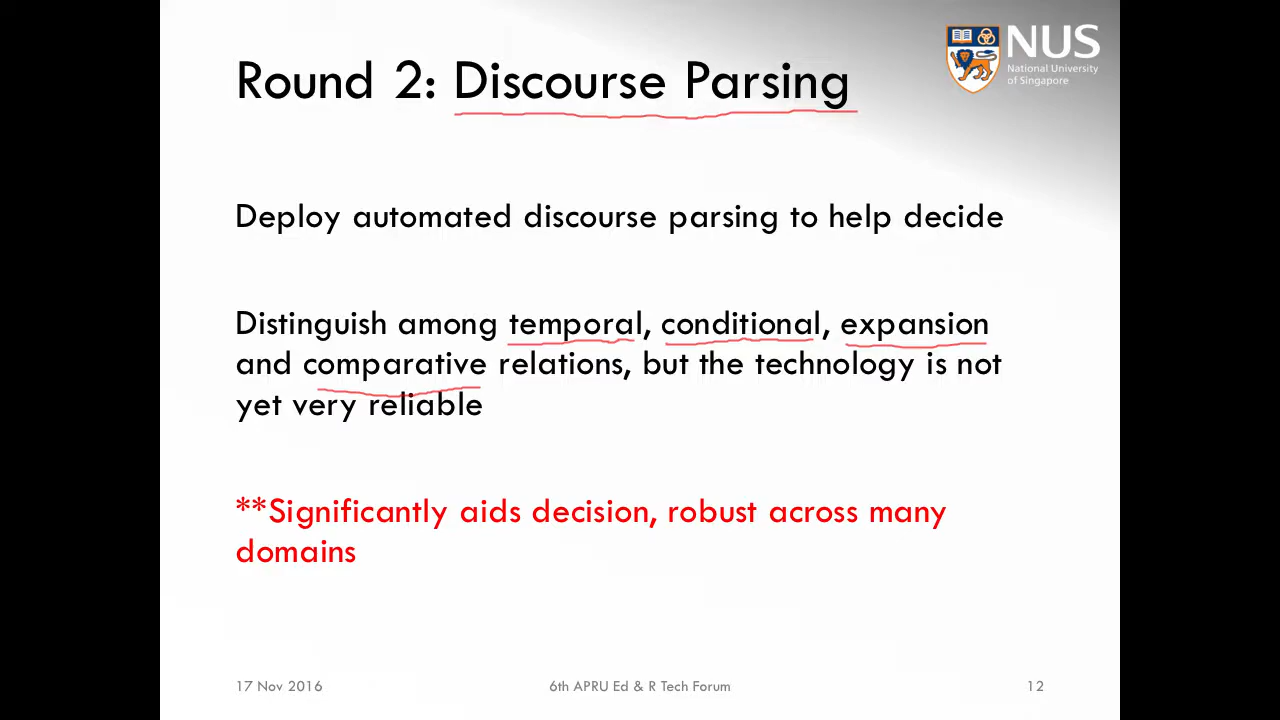 NUS
National University
of Singapore
Round 2: Discourse Parsing
Deploy automated discourse parsing to help decide
Distinguish among temporal, conditional, expansion
and comparative relations, but the technology is not
yet very reliable
**Significantly aids decision, robust across many
domains
17 Nov 2016
6th APRU Ed & R Tech Forum
12